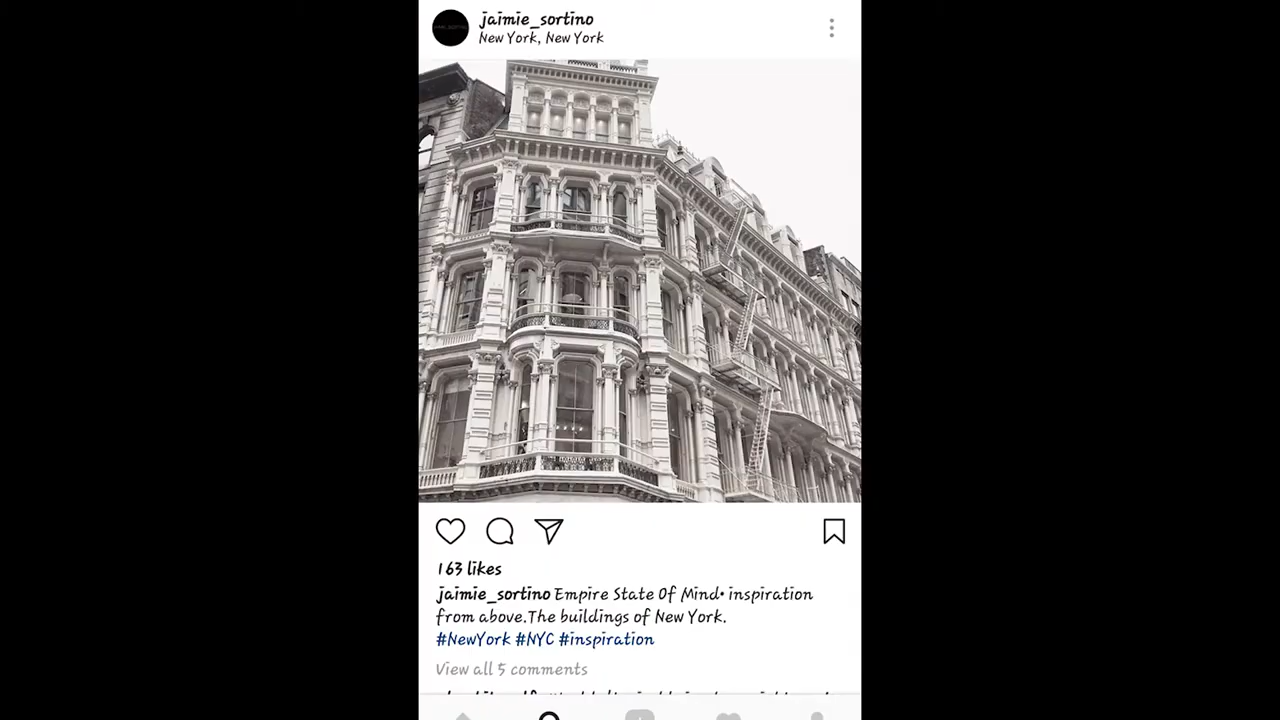 jaimie_sortino
New York, New York
163 likes
jaimie_sortino Empire State Of Mind• inspiration
from above.The buildings of New York.
#NewYork #NYC #inspiration
View all 5 comments